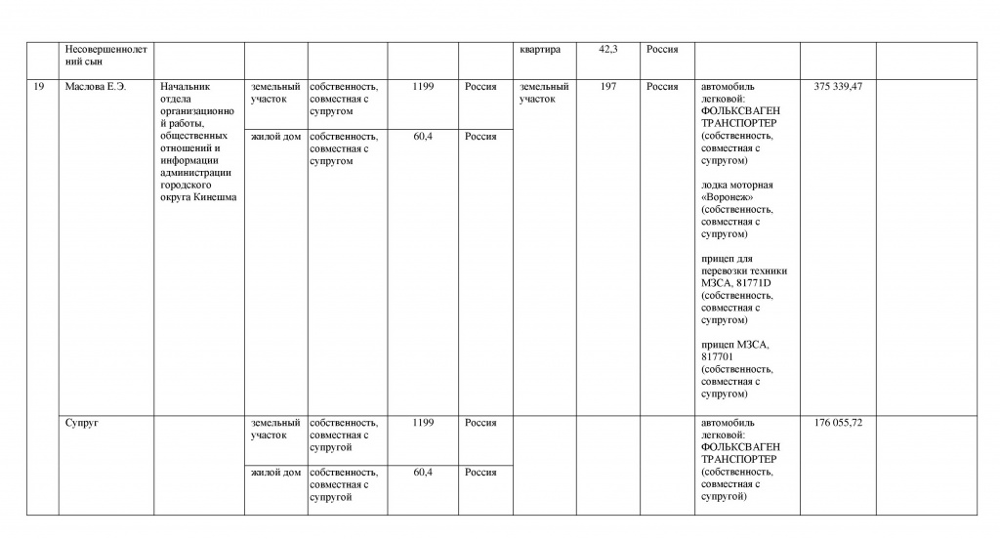 Несовершеннолет
ний сын
квартира
42,3
Россия
19
Маслова Е.Э.
Начальник
отдела
организационно
й работы,
общественных
отношений и
информации
администрации
городского
округа Кинешма
земельный
участок
собственность,
совместная с
супругом
1199
Россия
жилой дом
собственность,
совместная с
супругом
60,4
Россия
земельный
участок
197
Россия
автомобиль
легковой:
ФОЛЬКСВАГЕН
ТРАНСПОРТЕР
(собственность,
совместная с
супругом)
лодка моторная
«Воронеж»
(собственность,
совместная с
супругом)
прицеп для
перевозки техники
МЗСА, 81771D
(собственность,
совместная с
супругом)
прицеп МЗСА,
817701
(собственность,
совместная с
супругом)
375 339,47
Супруг
земельный
участок
собственность,
совместная с
супругой
1199
Россия
жилой дом
собственность,
совместная с
супругой
60,4
Россия
автомобиль
легковой:
ФОЛЬКСВАГЕН
ТРАНСПОРТЕР
(собственность,
совместная с
супругой)
176 055,72